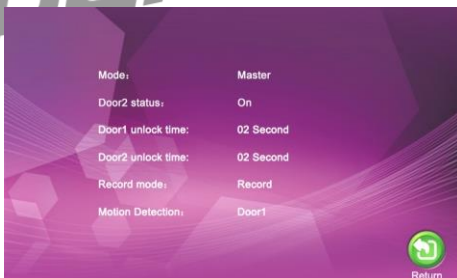 Mode: Master
Door2 status: On
Door1 unlock time: 02 Second
Door2 unlock time: 02 Second
Record mode: Record
Motion Detection: Door1
Return